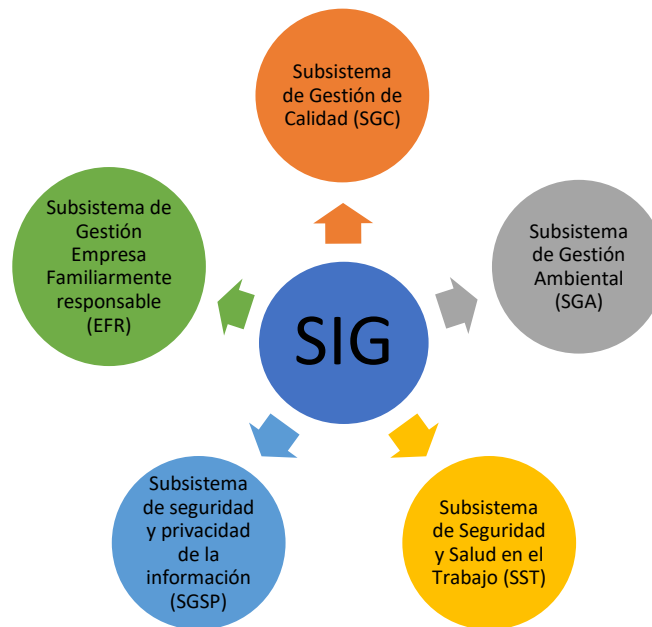 Subsistema
de Gestión de
Calidad (SGC)
Subsistema de
Gestión
Empresa
Familiarmente
responsable
(EFR)
Subsistema
de Gestión
Ambiental
(SGA)
SIG
Subsistema
de seguridad
y privacidad
de la
información
(SGSP)
Subsistema
de Seguridad
y Salud en el
Trabajo (SST)